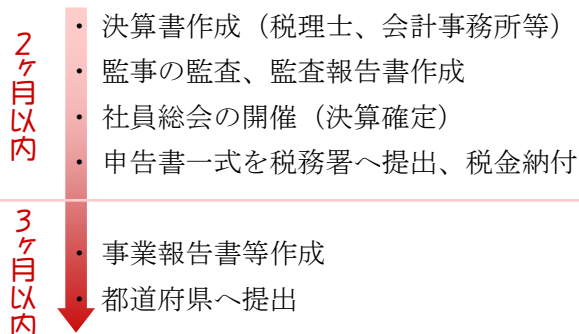 2ヶ月以内
・ 決算書作成（税理士、会計事務所等）
・ 監事の監査、監査報告書作成
・ 社員総会の開催（決算確定）
・ 申告書一式を税務署へ提出、税金納付
3ヶ月以内
・ 事業報告書等作成
・ 都道府県へ提出